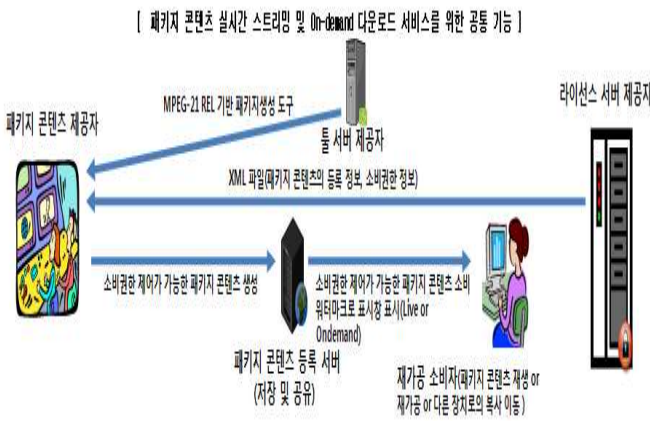 [ 패키지 콘텐츠 실시간 스트리밍 및 On-demand 다운로드 서비스를 위한 공통 기능 ]
MPEG-21 REL 기반 패키지생성 도구
라이선스 서버 제공자
패키지 콘텐츠 제공자
툴 서버 제공자
XML 파일(패키지 콘텐츠의 등록 정보, 소비권한 정보)
소비권한 제어가 가능한 패키지 콘텐츠 생성
소비권한 제어가 가능한 패키지 콘텐츠 소비
워터마크로 표시창 표시(Live or
Ondemand)
패키지 콘텐츠 등록 서버
(저장 및 공유)
재가공 소비자(패키지 콘텐츠 재생 or
재가공 or 다른 장치로의 복사 이동 )